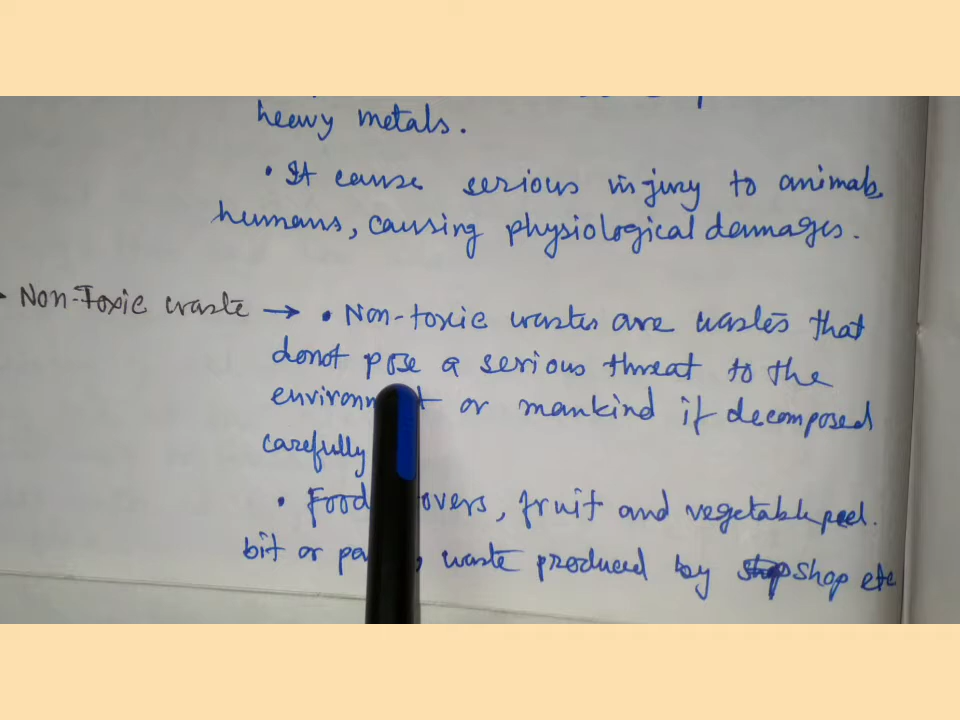 heavy metals.
• It cause serious injury to animals,
humans, causing physiological damages.
Non-Toxic waste → • Non-toxic wastes are wastes that
donot pose a serious threat to the
or mankind if decomposed
carefully
• Food overs, fruit and vegetable peel.
bit or waste produced by shop etc